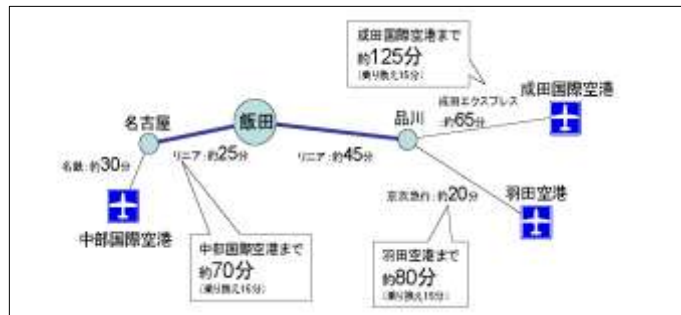 成田国際空港まで
約125分
(乗り換え15分)
成田国際空港
成田エクスプレス
:約65分
品川
飯田
名古屋
名鉄:約30分
リニア:約25分
リニア:約45分
中部国際空港
京浜急行:約20分
羽田空港
中部国際空港まで
約70分
(乗り換え15分)
羽田空港まで
約80分
(乗り換え15分)